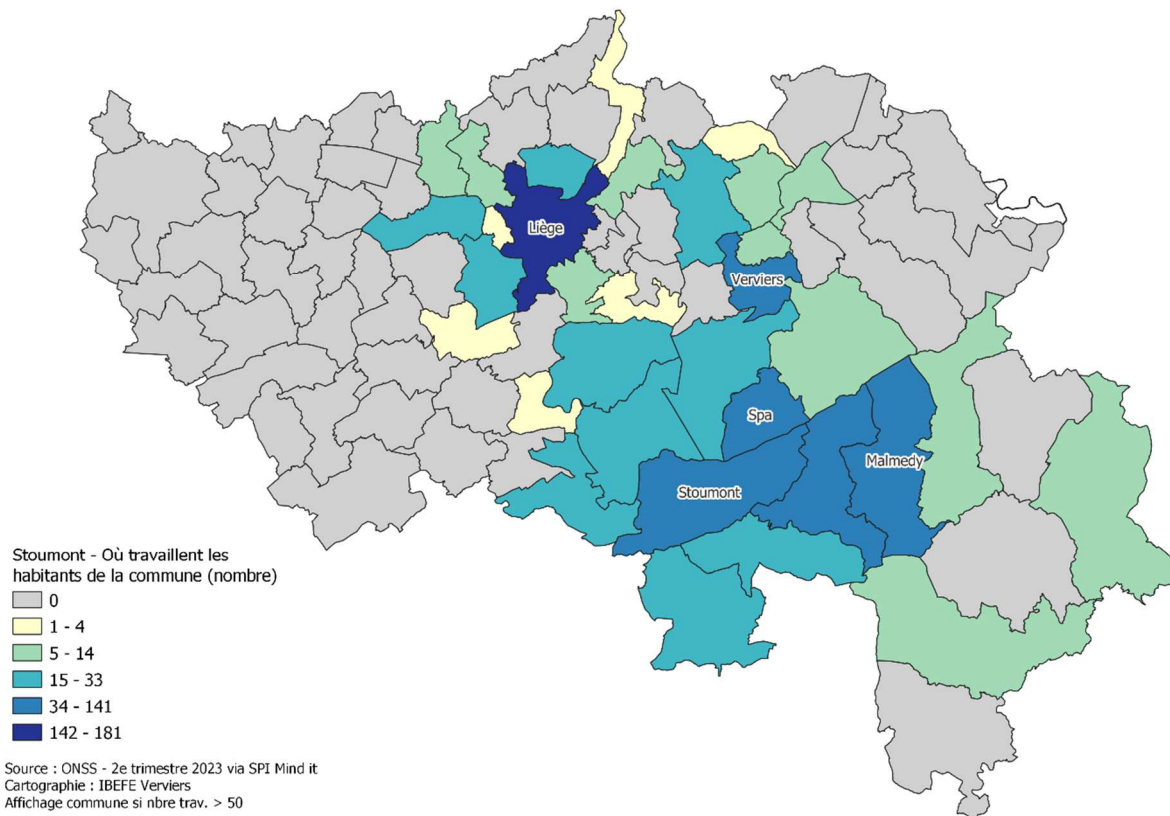 Liège
Verviers
Spa
Malmedy
Stoumont
Stoumont - Où travaillent les
habitants de la commune (nombre)
0
1 - 4
5 - 14
15 - 33
34 - 141
142 - 181
Source : ONSS - 2e trimestre 2023 via SPI Mind it
Cartographie : IBEFE Verviers
Affichage commune si nbre trav. > 50